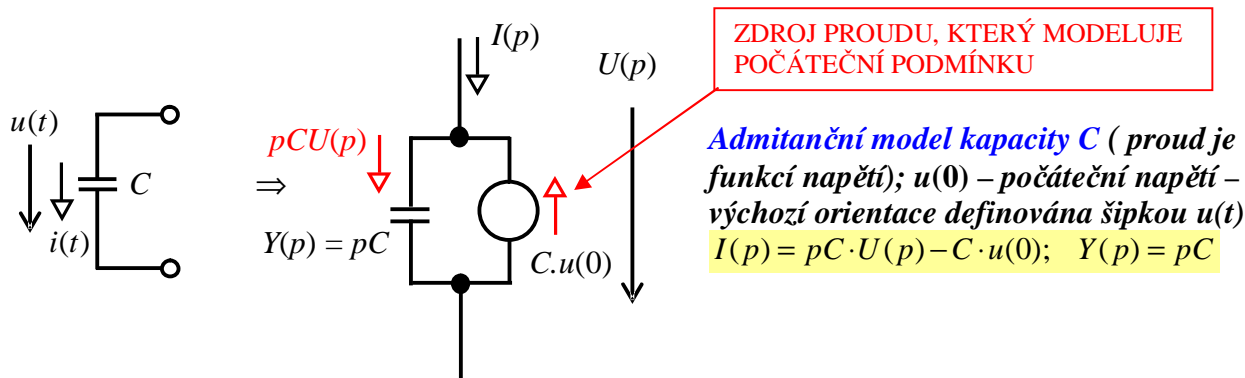 u(t)
i(t)
C
⇒
I(p)
pCU(p)
Y(p) = pC
C.u(0)
U(p)
ZDROJ PROUDU, KTERÝ MODELUJE
POČÁTEČNÍ PODMÍNKU
Admitanční model kapacity C ( proud je
funkcí napětí); u(0) – počáteční napětí –
výchozí orientace definována šipkou u(t)
I(p) = pC·U(p) – C·u(0); Y(p) = pC